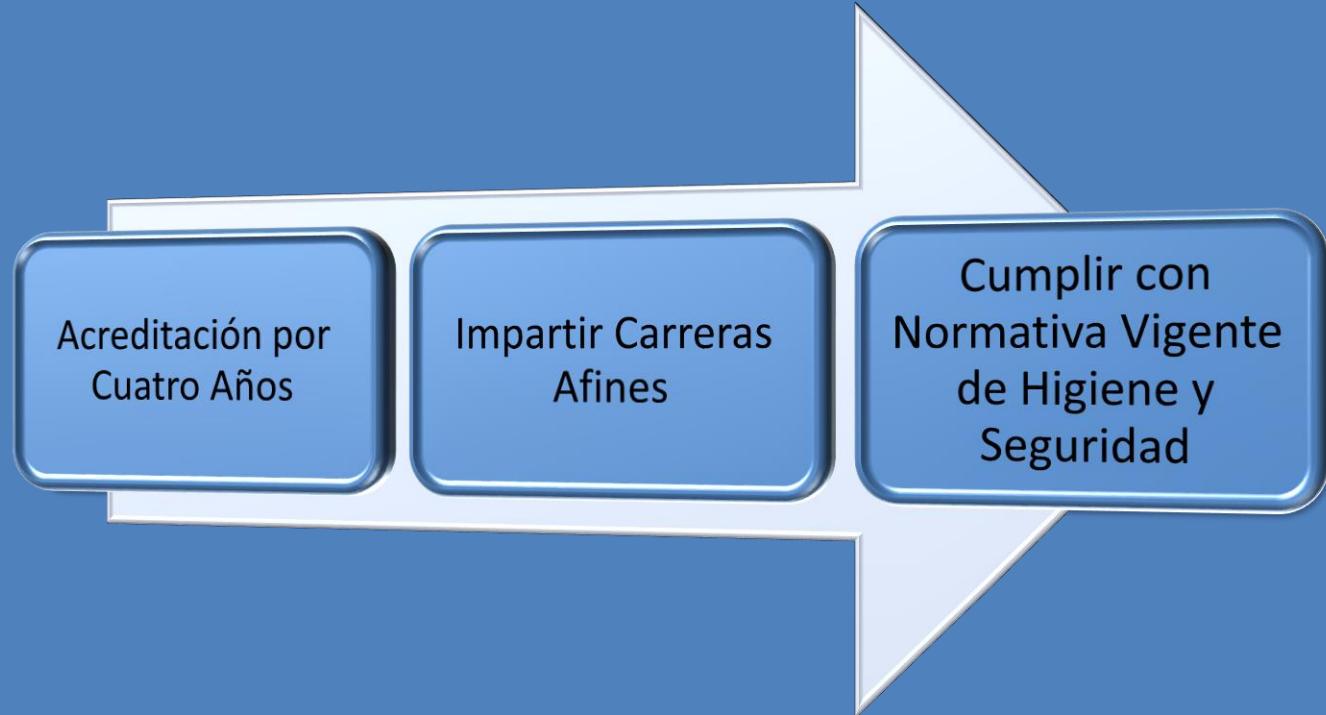 Acreditación por
Cuatro Años
Impartir Carreras
Afines
Cumplir con
Normativa Vigente
de Higiene y
Seguridad